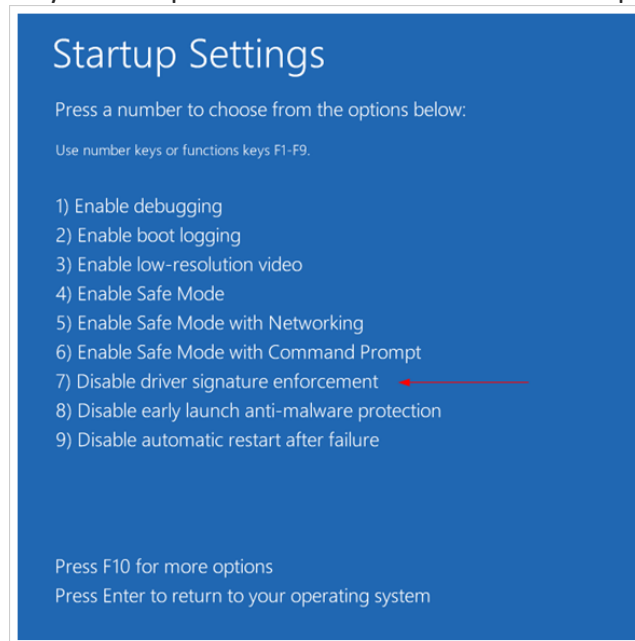 Startup Settings
Press a number to choose from the options below:
Use number keys or functions keys F1-F9.
1) Enable debugging
2) Enable boot logging
3) Enable low-resolution video
4) Enable Safe Mode
5) Enable Safe Mode with Networking
6) Enable Safe Mode with Command Prompt
7) Disable driver signature enforcement
8) Disable early launch anti-malware protection
9) Disable automatic restart after failure
Press F10 for more options
Press Enter to return to your operating system